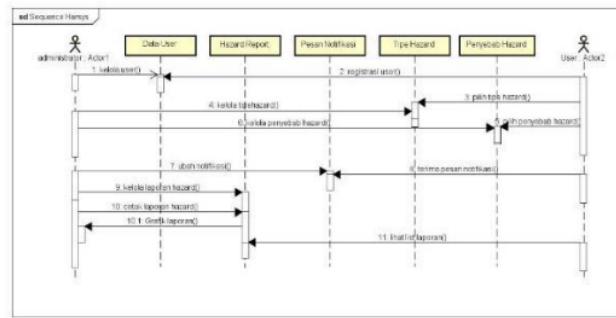 sd Sequence Hamsys
Data User
Hazard Report
Pesan Notifikasi
Tipe Hazard
Penyebab Hazard
administrator : Actor1
User : Actor2
1: kelola user()
2: registrasi user()
3: pilih tipe hazard()
4: kelola tipe hazard()
5: pilih penyebab hazard()
6: kelola penyebab hazard()
7: ubah notifikasi()
8: terima pesan notifikasi()
9: kelola laporan hazard()
10: cetak laporan hazard()
10.1: Grafik laporan()
11: lihat list laporan()